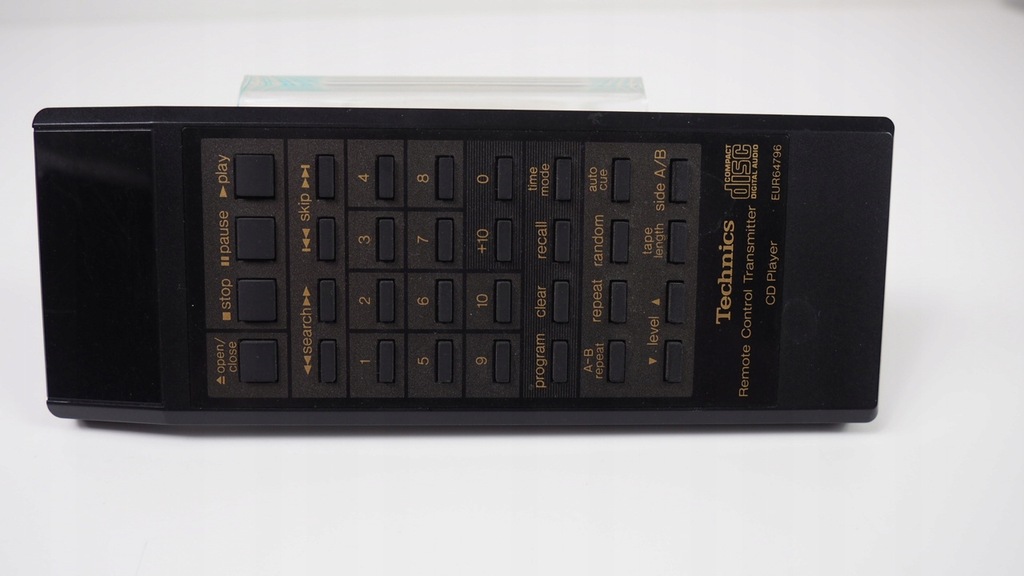 ▲ open/
close
■ stop
▮▮ pause
▶ play
◀◀ search ▶▶
I◀◀ skip ▶▶I
1
2
3
4
5
6
7
8
9
10
+10
0
program
clear
recall
time
mode
A-B
repeat
repeat
random
auto
cue
▼ level ▲
tape
length
side A/B
Technics
COMPACT
disc
DIGITAL AUDIO
Remote Control Transmitter
CD Player
EUR64796